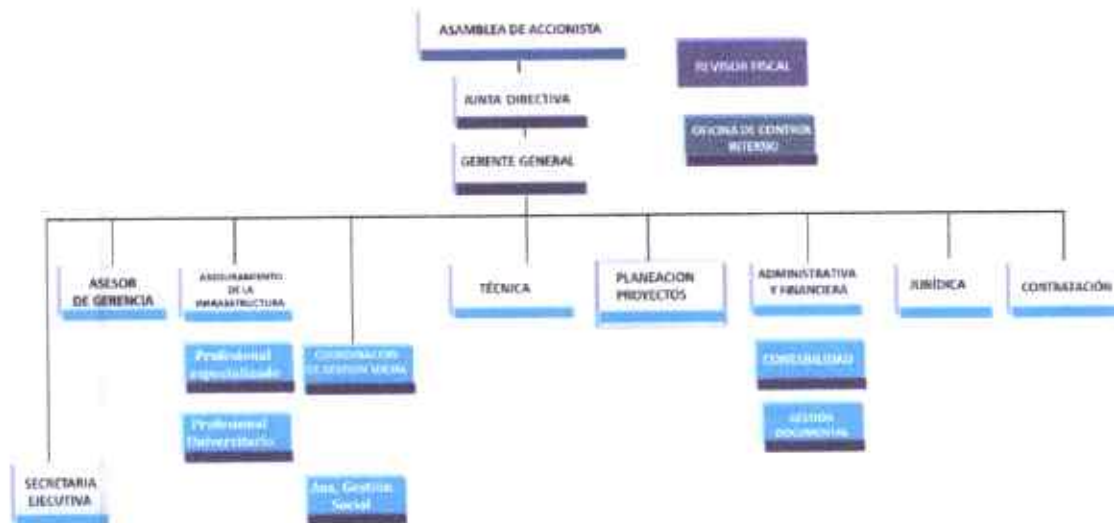 ASAMBLEA DE ACCIONISTA
REVISOR FISCAL
JUNTA DIRECTIVA
OFICINA DE CONTROL
INTERNO
GERENTE GENERAL
ASESOR
DE GERENCIA
ASEGURAMIENTO
DE LA
INFRAESTRUCTURA
TÉCNICA
PLANEACION
PROYECTOS
ADMINISTRATIVA
Y FINANCIERA
JURÍDICA
CONTRATACIÓN
Profesional
especializado
COORDINACION
DE GESTION SOCIAL
CONTABILIDAD
Profesional
Universitario
GESTIÓN
DOCUMENTAL
SECRETARIA
EJECUTIVA
Aux. Gestión
Social